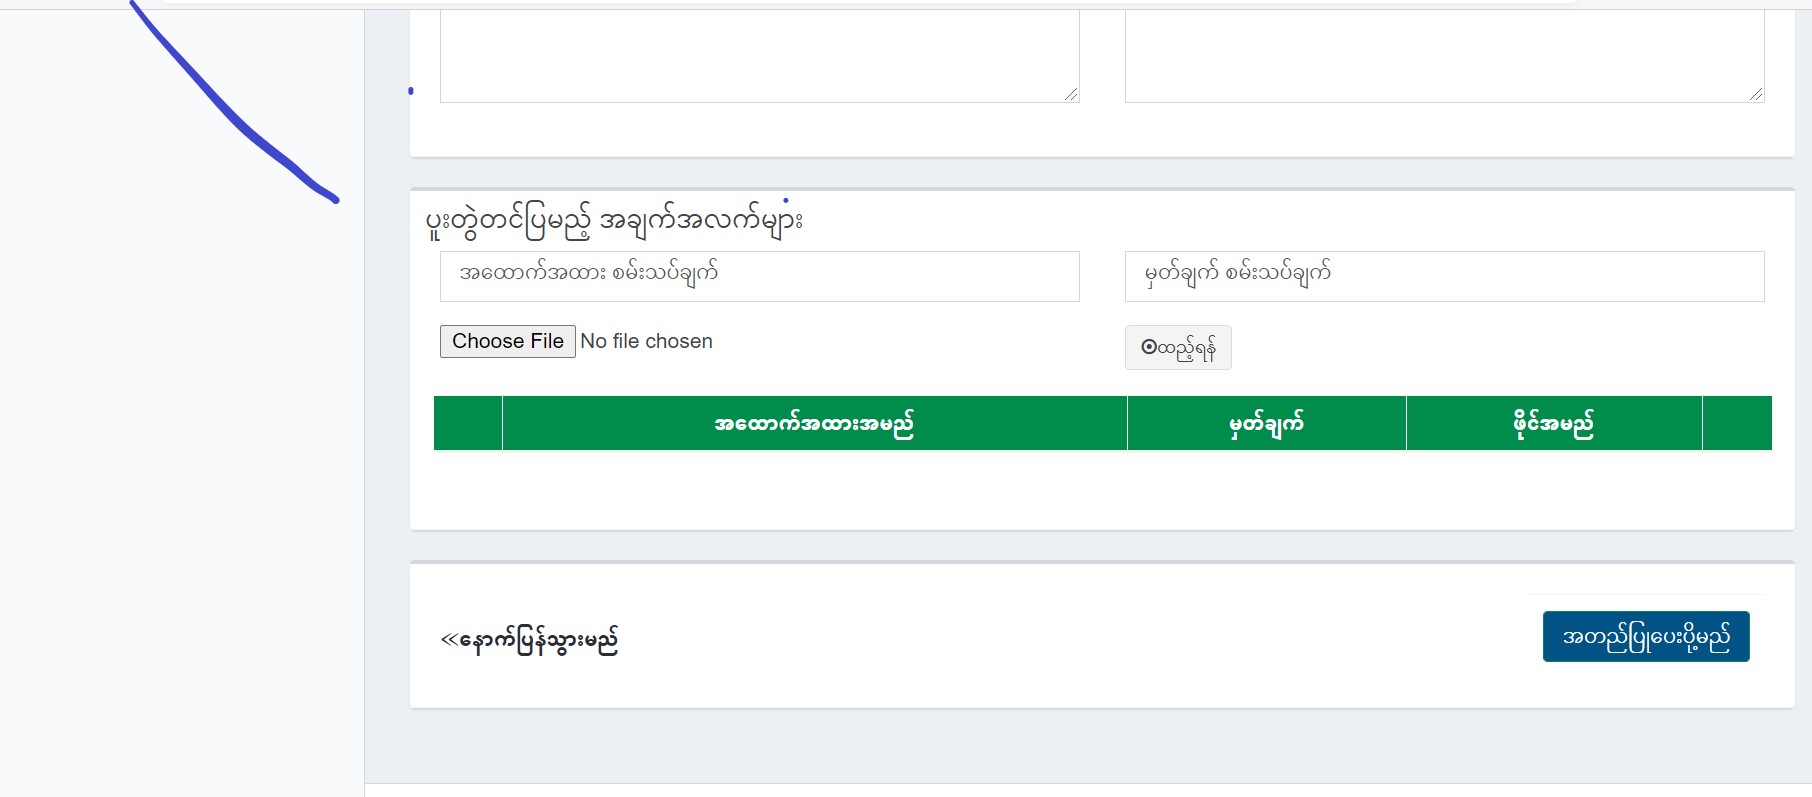 ပူးတွဲတင်ပြမည့် အချက်အလက်များ
အထောက်အထား စမ်းသပ်ချက်
မှတ်ချက် စမ်းသပ်ချက်
Choose File No file chosen
ထည့်ရန်
အထောက်အထားအမည်
မှတ်ချက်
ဖိုင်အမည်
≪နောက်ပြန်သွားမည်
အတည်ပြုပေးပို့မည်